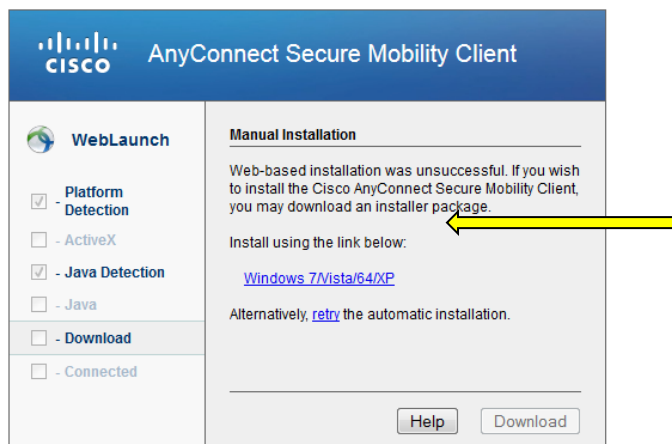 CISCO AnyConnect Secure Mobility Client
WebLaunch
- Platform
Detection
- ActiveX
- Java Detection
- Java
- Download
- Connected
Manual Installation
Web-based installation was unsuccessful. If you wish
to install the Cisco AnyConnect Secure Mobility Client,
you may download an installer package.
Install using the link below:
Windows 7/Vista/64/XP
Alternatively, retry the automatic installation.
Help Download